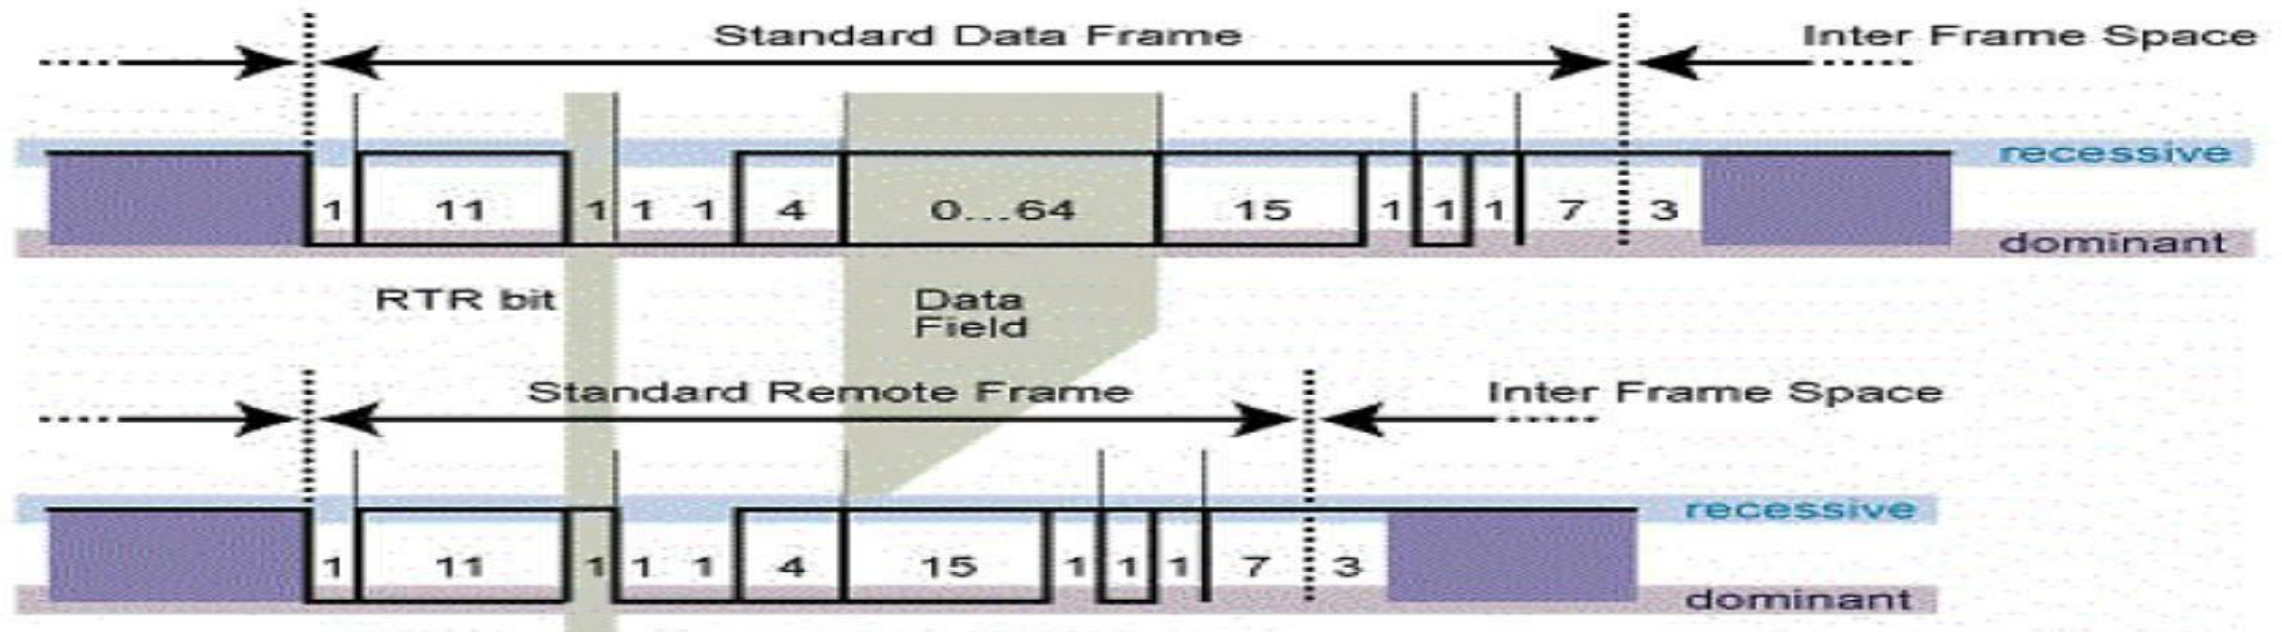 Standard Data Frame Inter Frame Space
recessive
1 11 1 1 1 4 0...64 15 1 1 1 7 3
dominant
RTR bit Data
Field
Standard Remote Frame Inter Frame Space
recessive
1 11 1 1 1 4 15 1 1 1 7 3
dominant